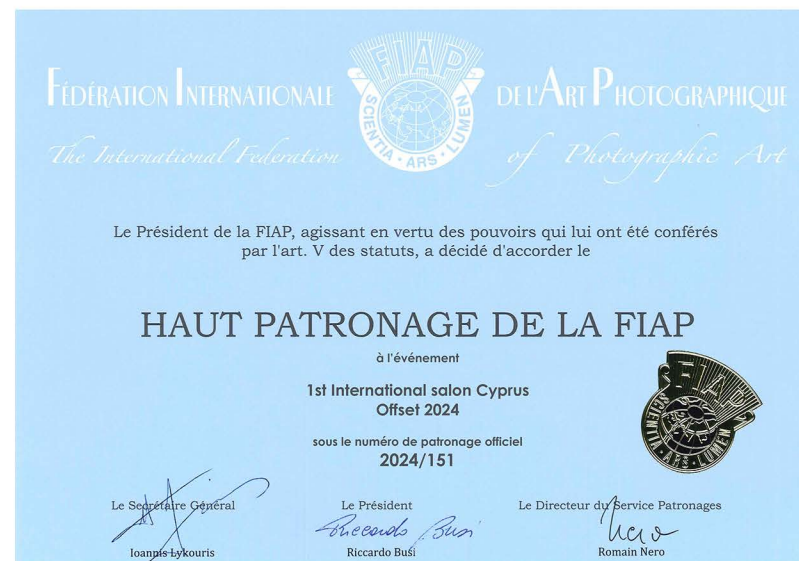 FIAP
SCIENTIA · ARS · LUMEN
FÉDÉRATION INTERNATIONALE DE L'ART PHOTOGRAPHIQUE
The International Federation of Photographic Art
Le Président de la FIAP, agissant en vertu des pouvoirs qui lui ont été conférés
par l'art. V des statuts, a décidé d'accorder le
HAUT PATRONAGE DE LA FIAP
à l'événement
1st International salon Cyprus
Offset 2024
sous le numéro de patronage officiel
2024/151
FIAP
SCIENTIA · ARS · LUMEN
Le Secrétaire Général Le Président Le Directeur du Service Patronages
Riccardo Busi Nero
Ioannis Lykouris Riccardo Busi Romain Nero